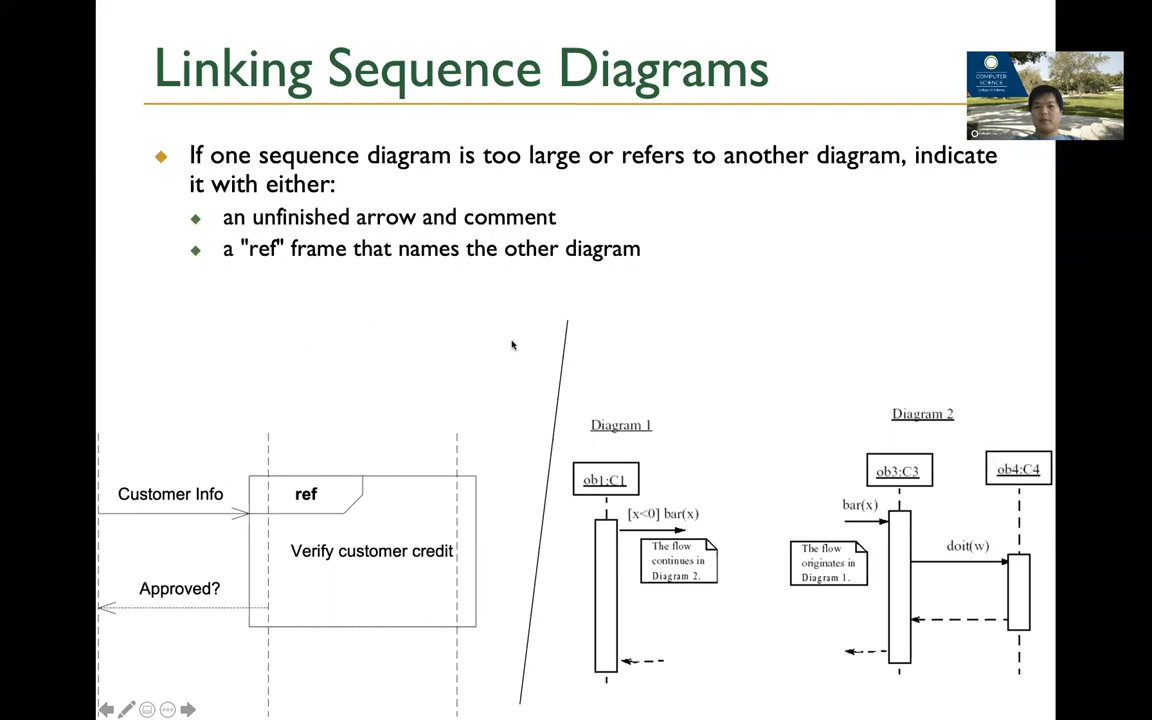 Linking Sequence Diagrams
COMPUTER
SCIENCE
If one sequence diagram is too large or refers to another diagram, indicate
it with either:
an unfinished arrow and comment
a "ref" frame that names the other diagram
Customer Info
ref
Verify customer credit
Approved?
Diagram 1
ob1:C1
[x<0] bar(x)
The flow
continues in
Diagram 2.
Diagram 2
ob3:C3
ob4:C4
bar(x)
The flow
originates in
Diagram 1.
doit(w)